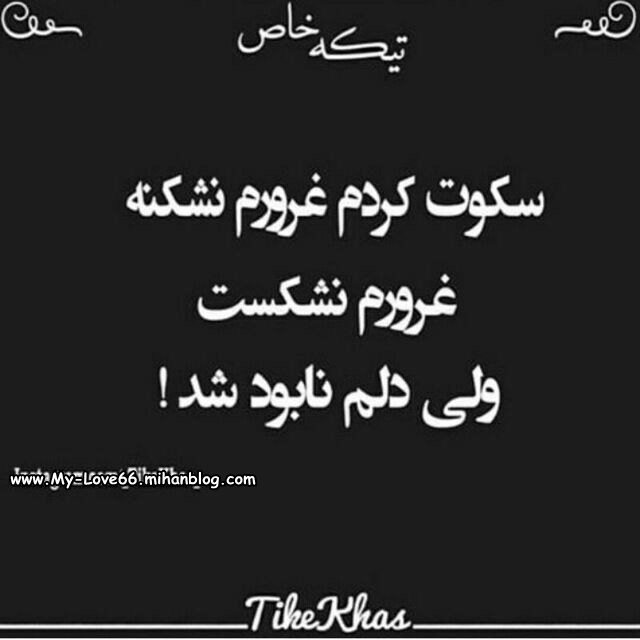 تیکه خاص
سکوت کردم غرورم نشکنه
غرورم نشکست
ولی دلم نابود شد !
www.My-Love66.mihanblog.com
TikeKhas